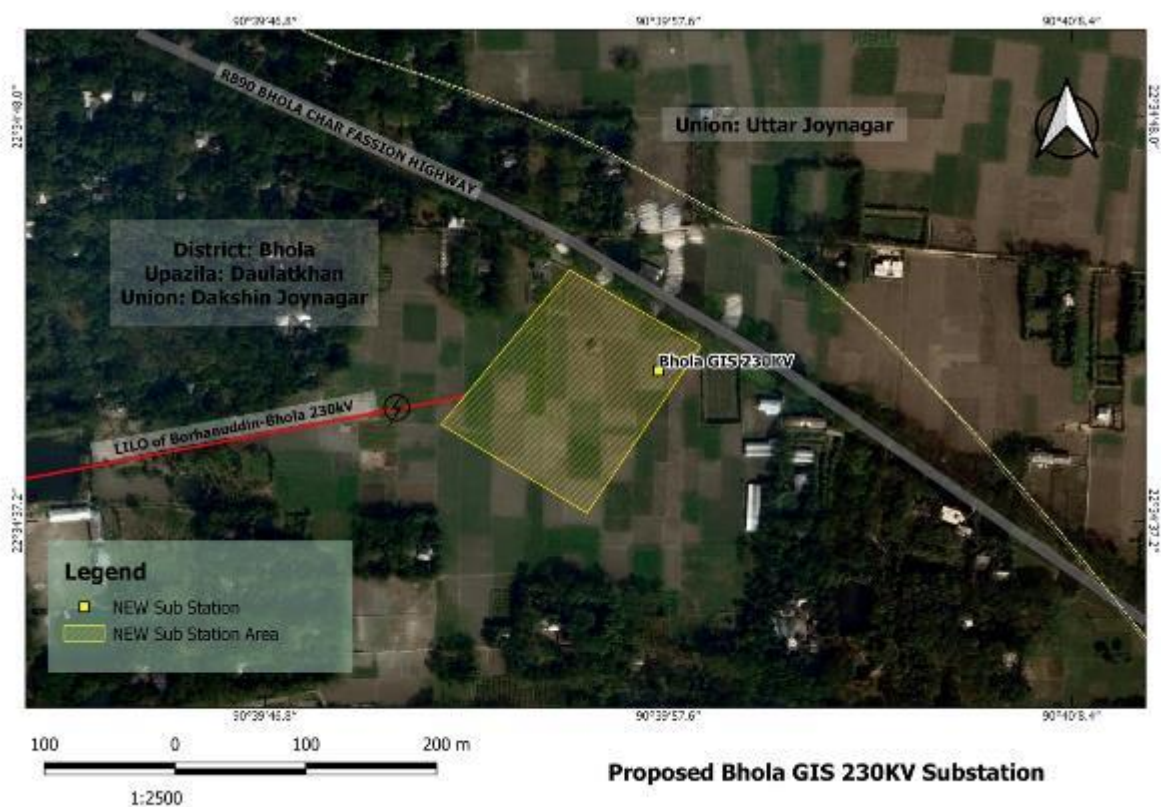 90°39'46.8"
90°39'57.6"
90°40'8.4"
22°34'48.0"
22°34'48.0"
R890 BHOLA CHAR FASSION HIGHWAY
Union: Uttar Joynagar
District: Bhola
Upazila: Daulatkhan
Union: Dakshin Joynagar
Bhola GIS 230KV
LILO of Borhanuddin-Bhola 230kV
22°34'37.2"
22°34'37.2"
Legend
NEW Sub Station
NEW Sub Station Area
90°39'46.8"
90°39'57.6"
90°40'8.4"
100 0 100 200 m
1:2500
Proposed Bhola GIS 230KV Substation